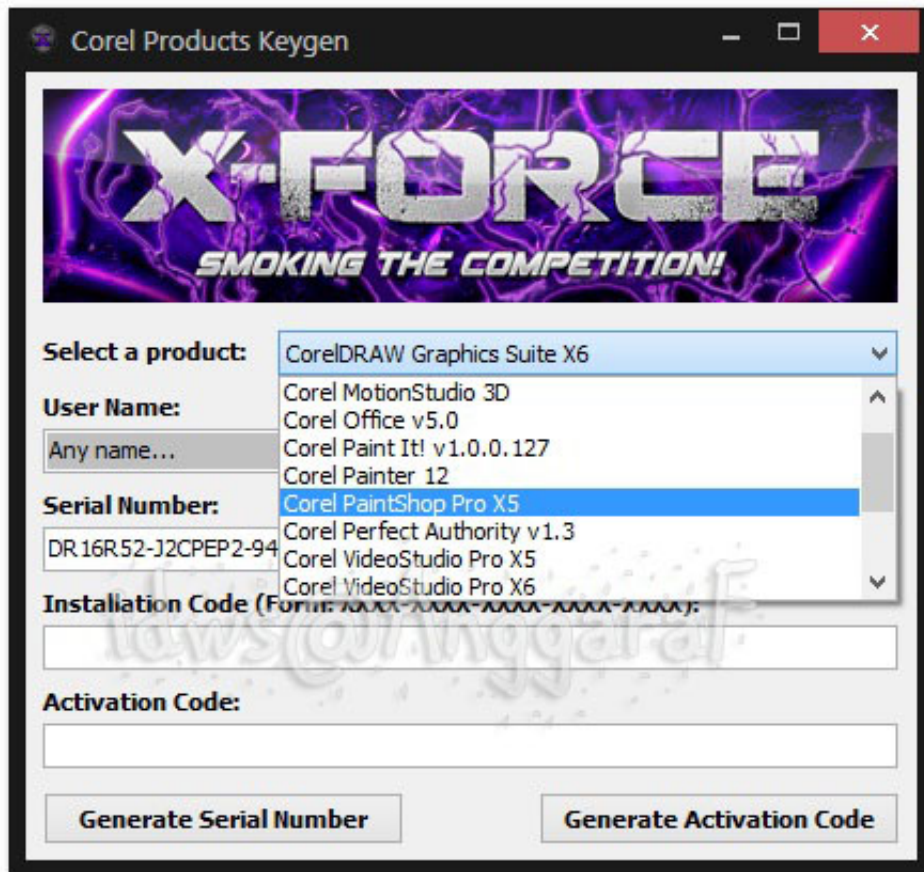 Corel Products Keygen
X-FORCE
SMOKING THE COMPETITION!
Select a product:
CorelDRAW Graphics Suite X6
Corel MotionStudio 3D
Corel Office v5.0
Corel Paint It! v1.0.0.127
Corel Painter 12
Corel PaintShop Pro X5
Corel Perfect Authority v1.3
Corel VideoStudio Pro X5
Corel VideoStudio Pro X6
User Name:
Any name...
Serial Number:
DR16R52-J2CPEP2-94
Installation Code (Form: XXXX-XXXX-XXXX-XXXX-XXXX):
idws@AnggaraF
Activation Code:
Generate Serial Number
Generate Activation Code